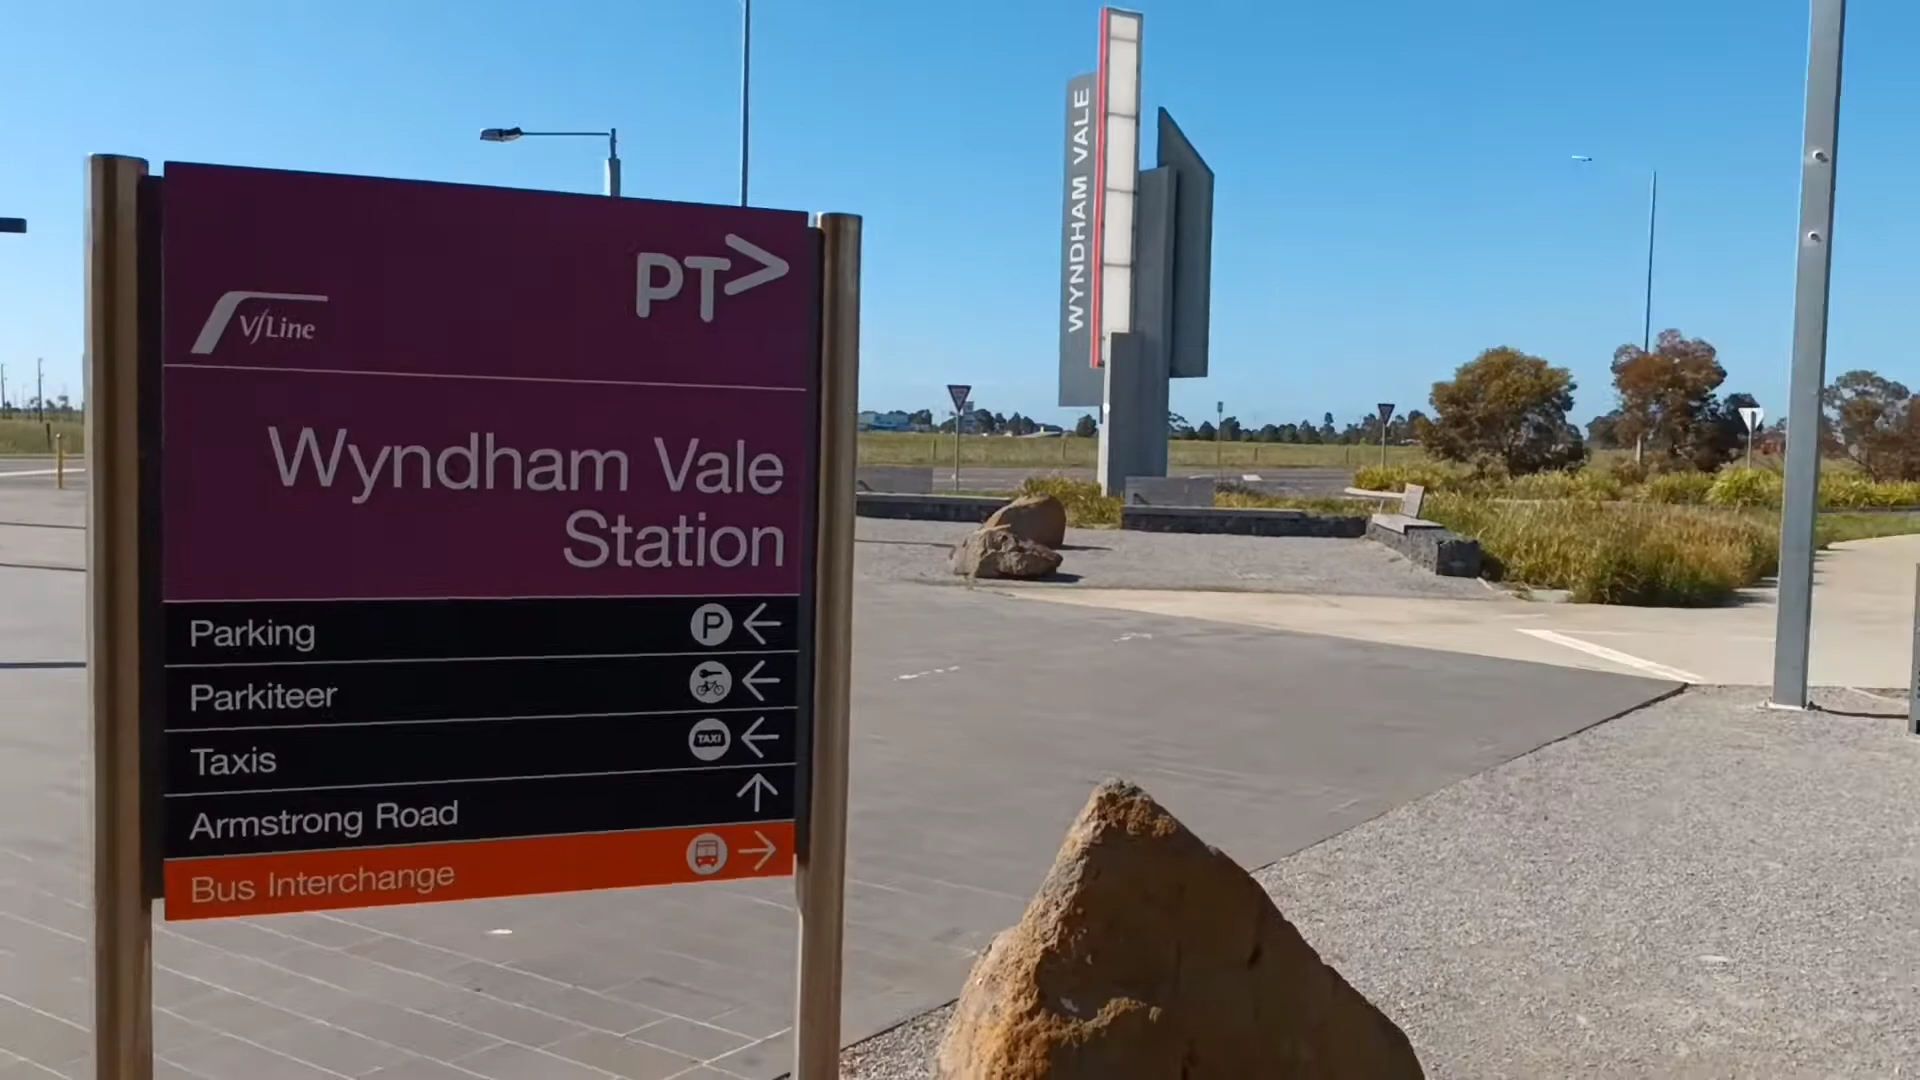 PT>
V/Line
Wyndham Vale
Station
Parking P
Parkiteer
Taxis TAXI
Armstrong Road
Bus Interchange
WYNDHAM VALE